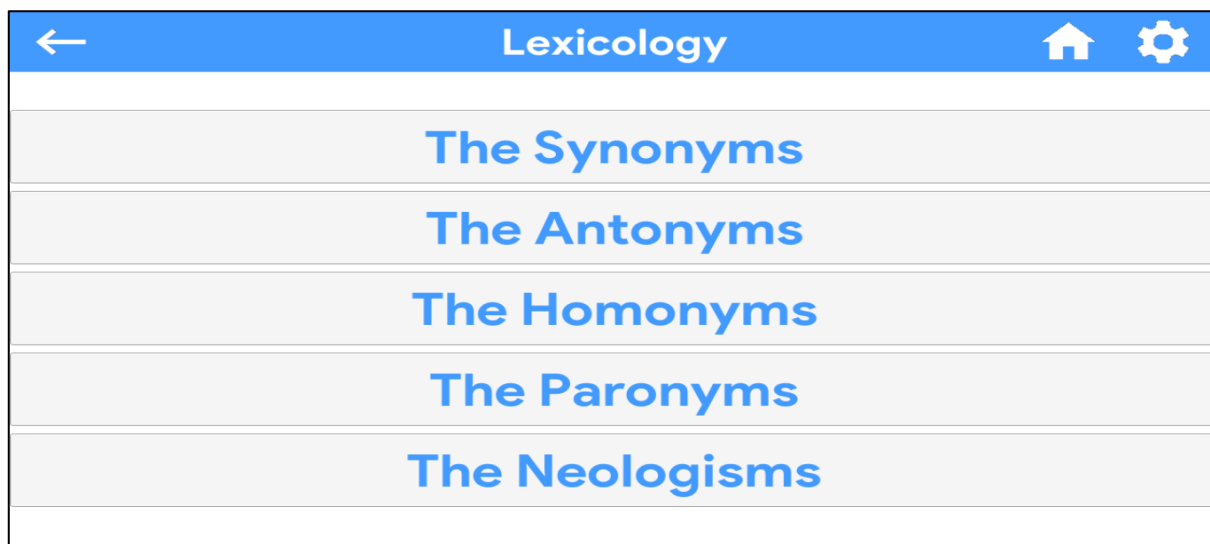 Lexicology
The Synonyms
The Antonyms
The Homonyms
The Paronyms
The Neologisms